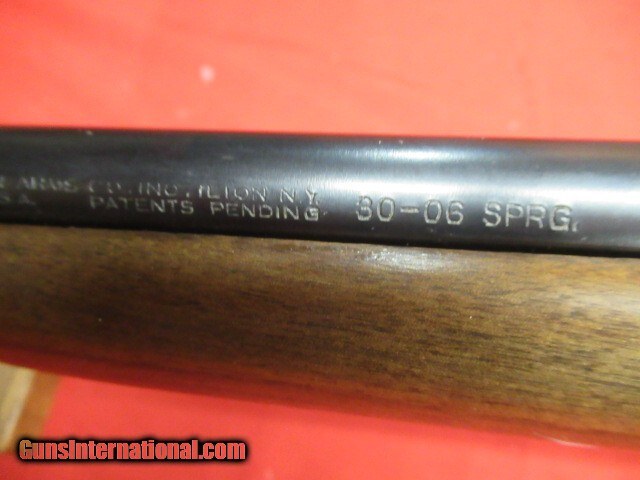 ARMS CO. INC. ILION N.Y.
PATENTS PENDING 30-06 SPRG.
GunsInternational.com